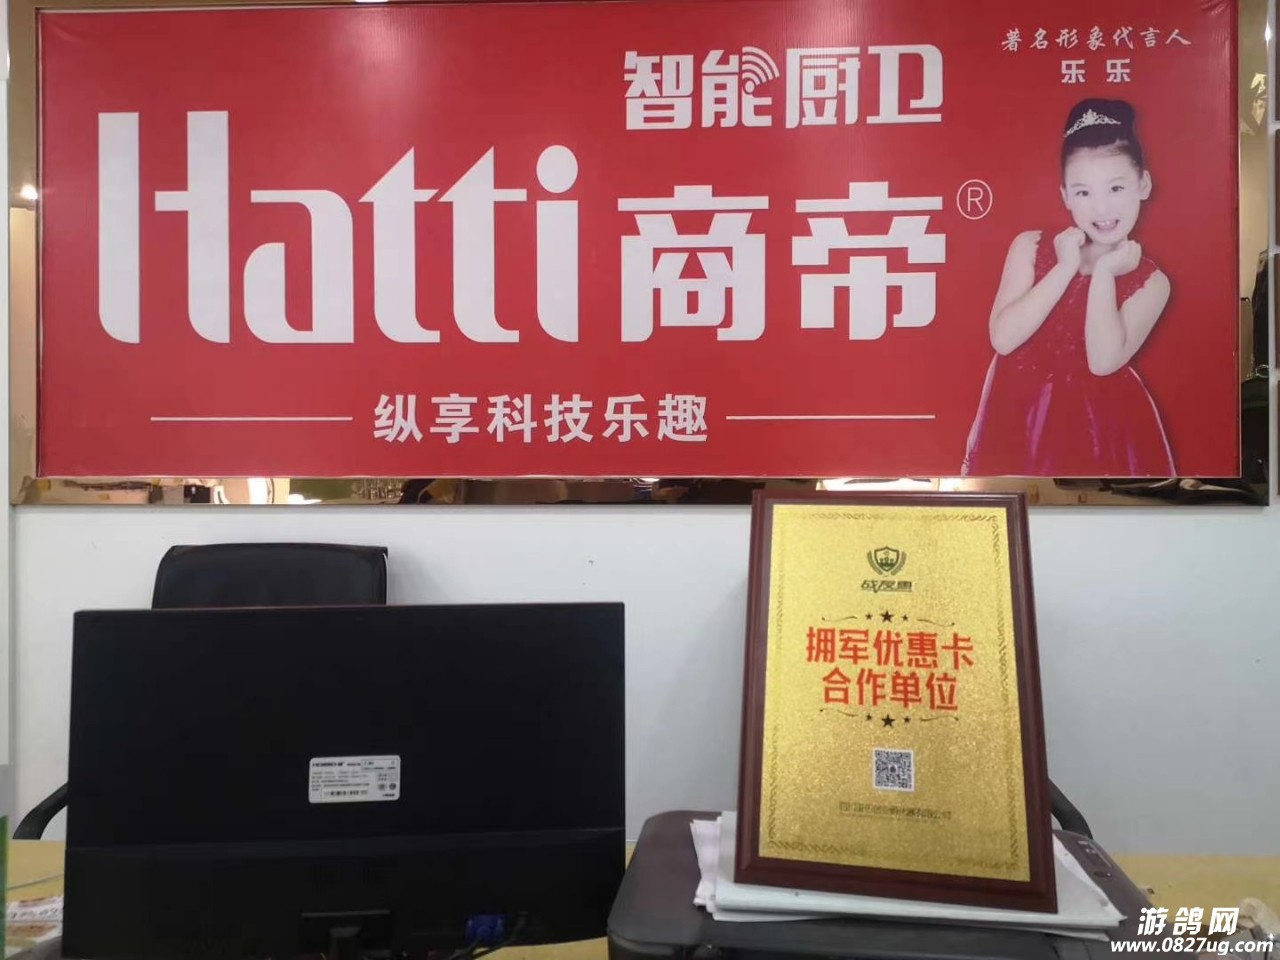 著名形象代言人
乐乐
智能厨卫
Hatti商帝®
纵享科技乐趣
战友惠
拥军优惠卡
合作单位
游鸽网
www.0827ug.com